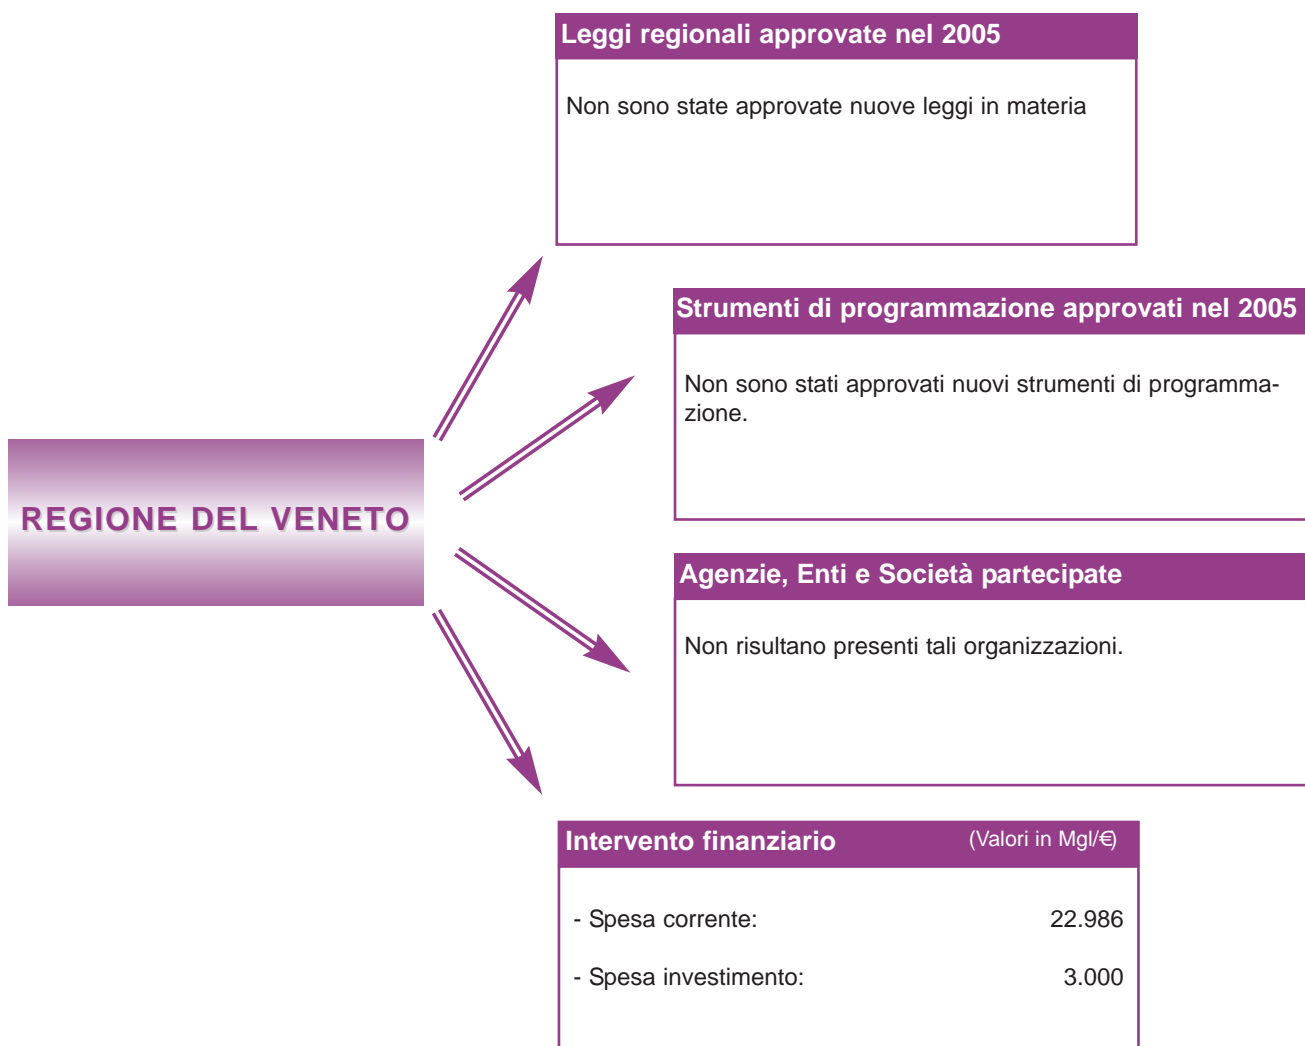 Leggi regionali approvate nel 2005
Non sono state approvate nuove leggi in materia
Strumenti di programmazione approvati nel 2005
Non sono stati approvati nuovi strumenti di programma-
zione.
REGIONE DEL VENETO
Agenzie, Enti e Società partecipate
Non risultano presenti tali organizzazioni.
Intervento finanziario (Valori in Mgl/€)
- Spesa corrente: 22.986
- Spesa investimento: 3.000